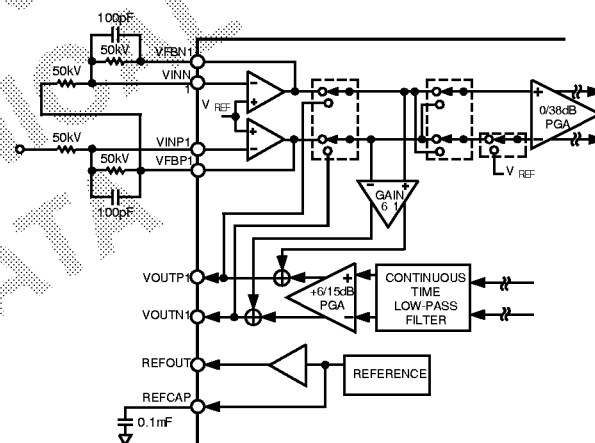 100pF
50kV
VFBN1
50kV
VINN
1
V REF
50kV
VINP1
50kV
VFBP1
100pF
0/38dB
PGA
V REF
GAIN
6 1
VOUTP1
VOUTN1
+6/15dB
PGA
CONTINUOUS
TIME
LOW-PASS
FILTER
REFOUT
REFERENCE
REFCAP
0.1mF